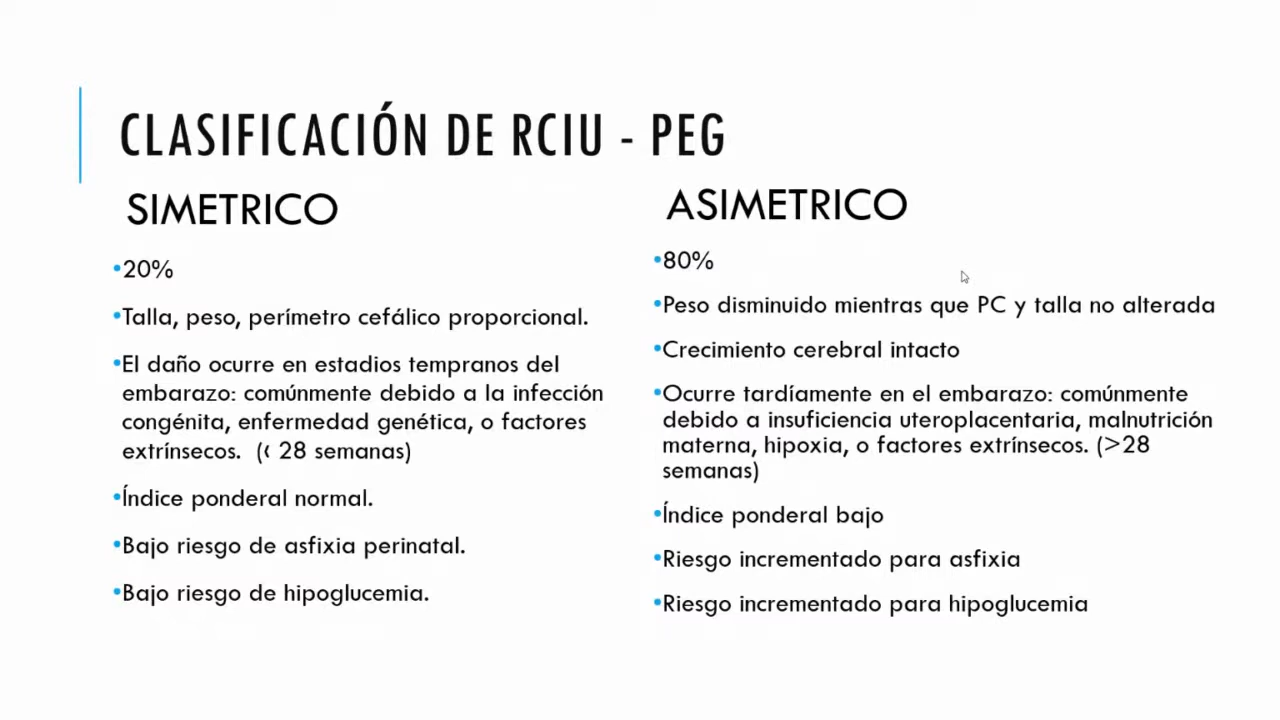 CLASIFICACIÓN DE RCIU - PEG
SIMETRICO
•20%
•Talla, peso, perímetro cefálico proporcional.
•El daño ocurre en estadios tempranos del
embarazo: comúnmente debido a la infección
congénita, enfermedad genética, o factores
extrínsecos. (< 28 semanas)
•Índice ponderal normal.
•Bajo riesgo de asfixia perinatal.
•Bajo riesgo de hipoglucemia.
ASIMETRICO
•80%
•Peso disminuido mientras que PC y talla no alterada
•Crecimiento cerebral intacto
•Ocurre tardíamente en el embarazo: comúnmente
debido a insuficiencia uteroplacentaria, malnutrición
materna, hipoxia, o factores extrínsecos. (>28
semanas)
•Índice ponderal bajo
•Riesgo incrementado para asfixia
•Riesgo incrementado para hipoglucemia